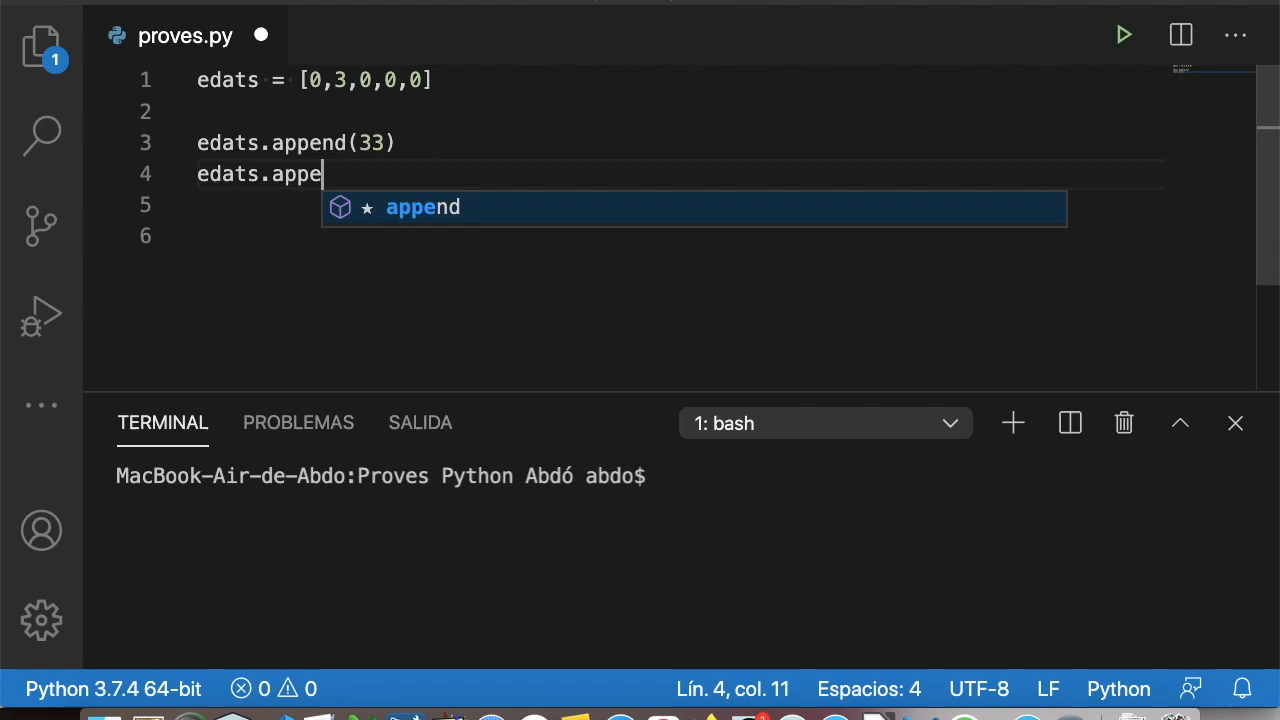 proves.py
1
1 edats = [0,3,0,0,0]
2
3 edats.append(33)
4 edats.appe
5 ★ append
6
TERMINAL PROBLEMAS SALIDA 1: bash
MacBook-Air-de-Abdo:Proves Python Abdó abdo$
Python 3.7.4 64-bit 0 0 Lín. 4, col. 11 Espacios: 4 UTF-8 LF Python